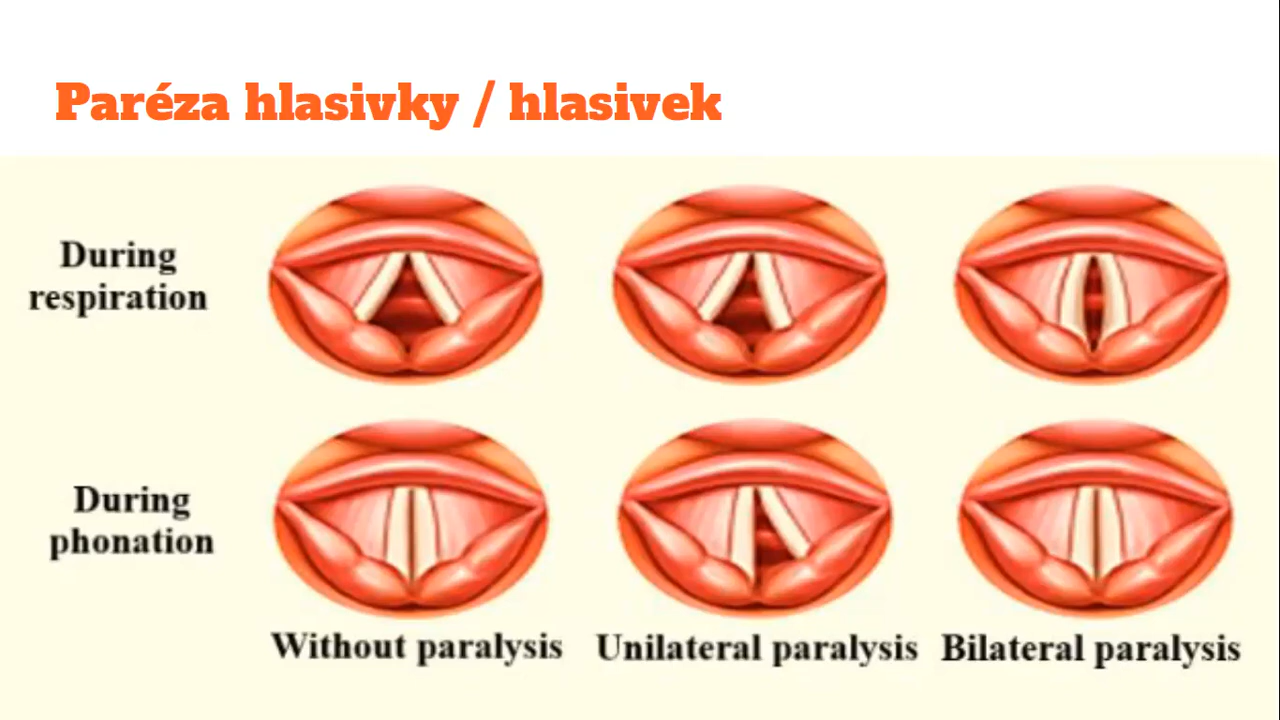 Paréza hlasivky / hlasivek
During
respiration
During
phonation
Without paralysis
Unilateral paralysis
Bilateral paralysis